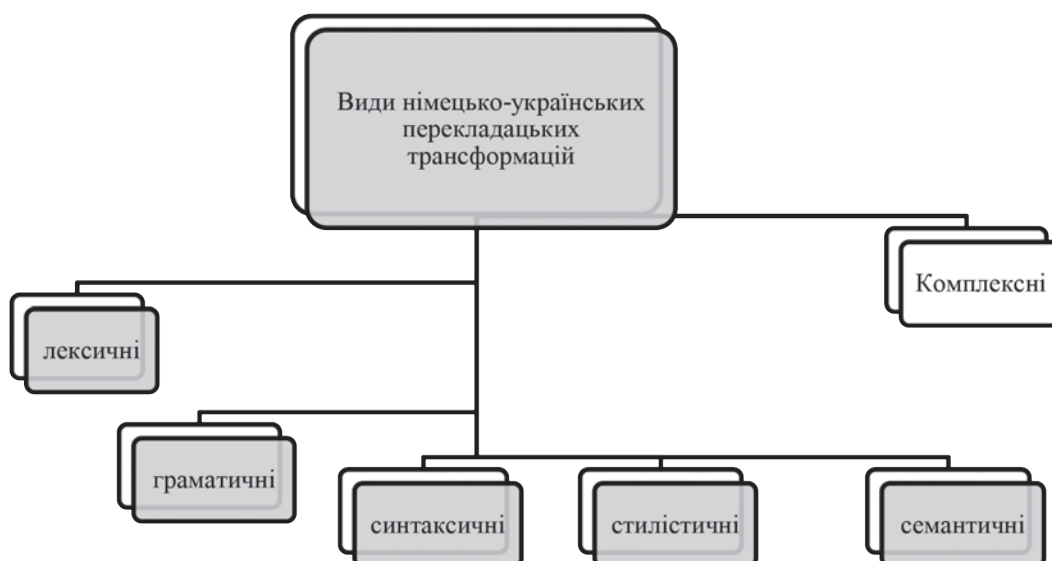 Види німецько-українських
перекладацьких
трансформацій
Комплексні
лексичні
граматичні
синтаксичні
стилістичні
семантичні